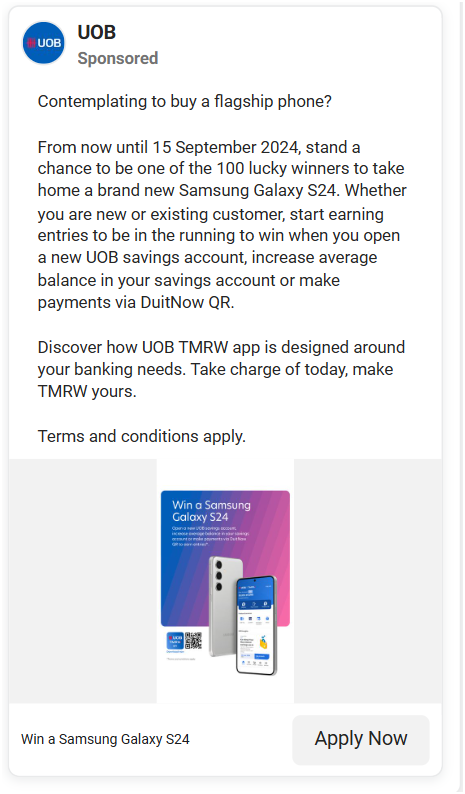 UOB
UOB
Sponsored
Contemplating to buy a flagship phone?
From now until 15 September 2024, stand a
chance to be one of the 100 lucky winners to take
home a brand new Samsung Galaxy S24. Whether
you are new or existing customer, start earning
entries to be in the running to win when you open
a new UOB savings account, increase average
balance in your savings account or make
payments via DuitNow QR.
Discover how UOB TMRW app is designed around
your banking needs. Take charge of today, make
TMRW yours.
Terms and conditions apply.
Win a Samsung
Galaxy S24
Open a new UOB savings account,
increase average balance in your savings
account or make payments via DuitNow
QR to earn entries*
UOB
Win a Samsung Galaxy S24
Apply Now